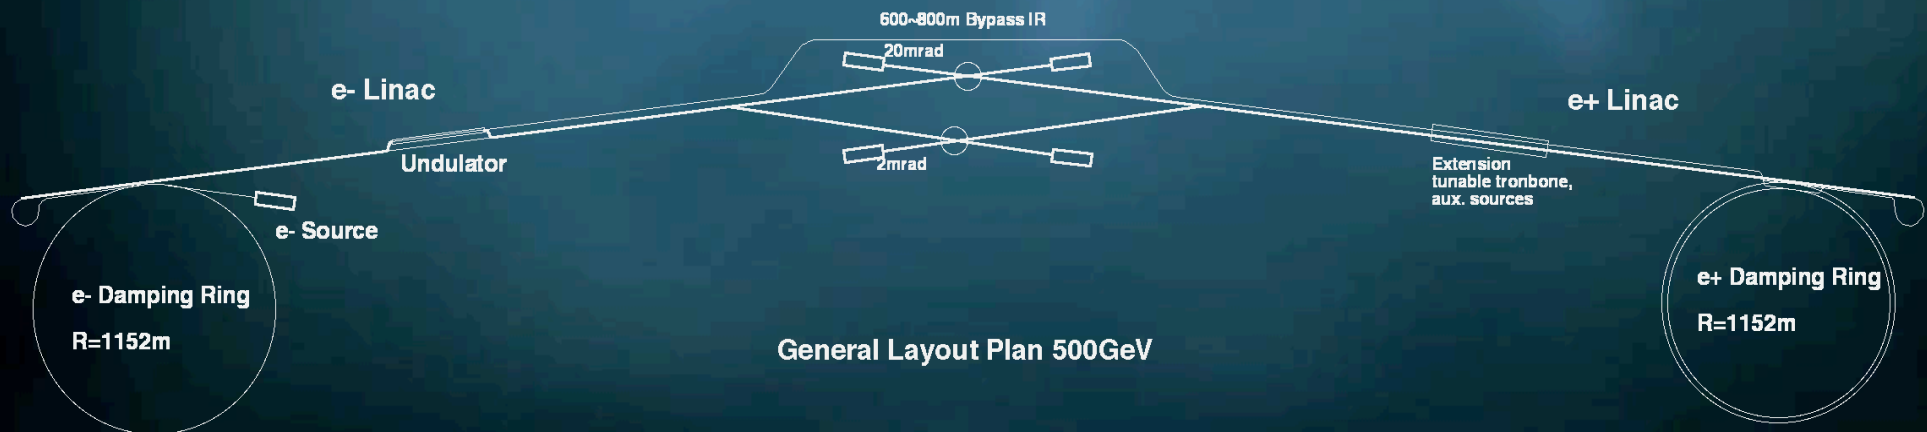 600~800m Bypass IR
20mrad
e- Linac
e+ Linac
Undulator
2mrad
Extension
tunable tronbone,
aux. sources
e- Source
e- Damping Ring
R=1152m
e+ Damping Ring
R=1152m
General Layout Plan 500GeV